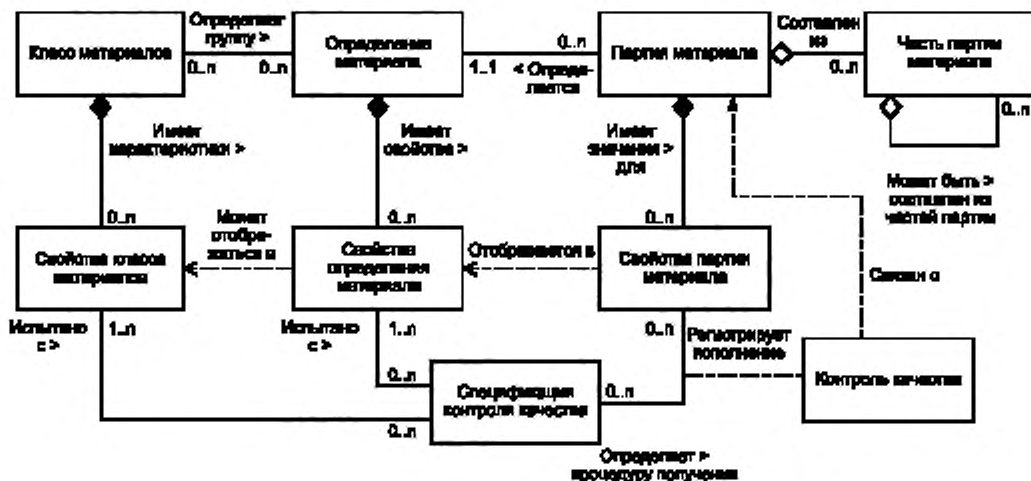 Определяет
группу >
Класс материалов
0..n
0..n
Определение
материала
1..1
0..n
< Опреде-
ляется
Партия материала
Составлен
из
0..n
Часть партии
материала
0..n
Имеет
характеристики >
Имеет
свойства >
Имеет
значения >
для
Может быть >
составлен из
частей партии
0..n
0..n
0..n
Может
отобра-
жаться в
Свойства класса
материалов
Свойства
определения
материала
Отображаются в
Свойства партии
материала
Связан с
Испытано
с >
1..n
Испытано
с >
1..n
0..n
Регистрирует
исполнение
Контроль качества
0..n
0..n
0..n
Спецификация
контроля качества
Определяет >
процедуру получения